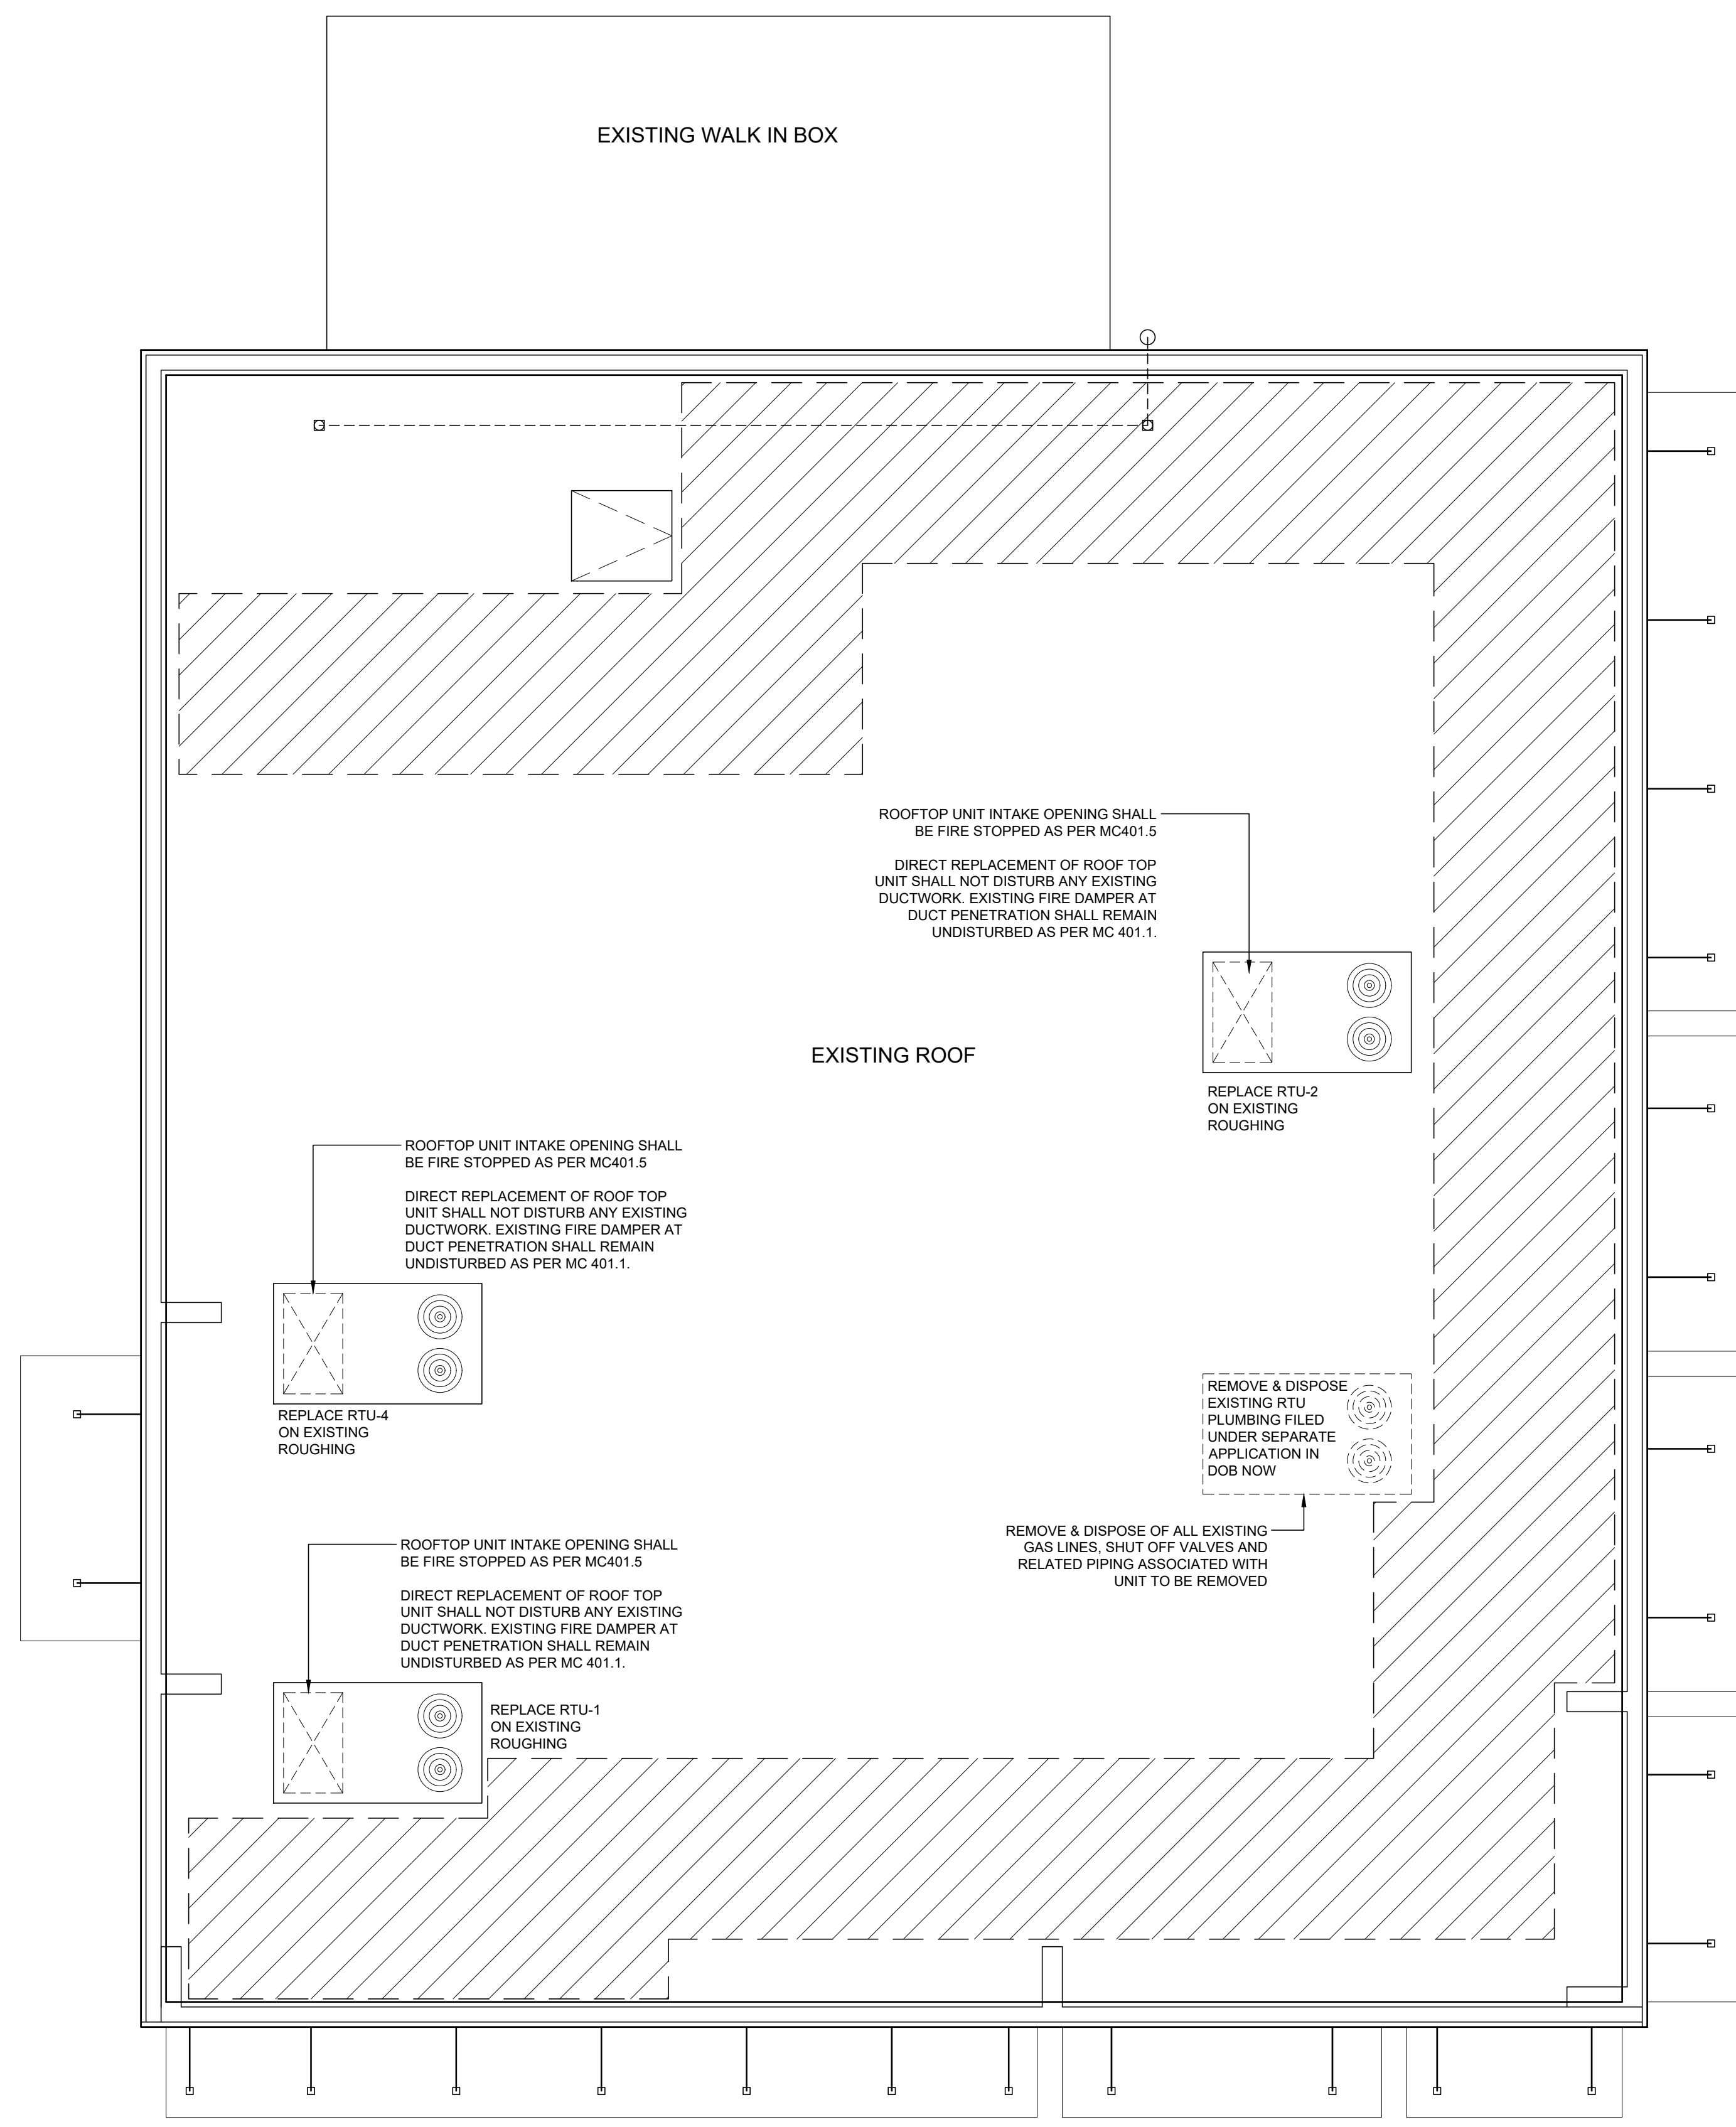 EXISTING WALK IN BOX
ROOFTOP UNIT INTAKE OPENING SHALL
BE FIRE STOPPED AS PER MC401.5
DIRECT REPLACEMENT OF ROOF TOP
UNIT SHALL NOT DISTURB ANY EXISTING
DUCTWORK. EXISTING FIRE DAMPER AT
DUCT PENETRATION SHALL REMAIN
UNDISTURBED AS PER MC 401.1.
EXISTING ROOF
REPLACE RTU-2
ON EXISTING
ROUGHING
ROOFTOP UNIT INTAKE OPENING SHALL
BE FIRE STOPPED AS PER MC401.5
DIRECT REPLACEMENT OF ROOF TOP
UNIT SHALL NOT DISTURB ANY EXISTING
DUCTWORK. EXISTING FIRE DAMPER AT
DUCT PENETRATION SHALL REMAIN
UNDISTURBED AS PER MC 401.1.
REPLACE RTU-4
ON EXISTING
ROUGHING
REMOVE & DISPOSE
EXISTING RTU
PLUMBING FILED
UNDER SEPARATE
APPLICATION IN
DOB NOW
REMOVE & DISPOSE OF ALL EXISTING
GAS LINES, SHUT OFF VALVES AND
RELATED PIPING ASSOCIATED WITH
UNIT TO BE REMOVED
ROOFTOP UNIT INTAKE OPENING SHALL
BE FIRE STOPPED AS PER MC401.5
DIRECT REPLACEMENT OF ROOF TOP
UNIT SHALL NOT DISTURB ANY EXISTING
DUCTWORK. EXISTING FIRE DAMPER AT
DUCT PENETRATION SHALL REMAIN
UNDISTURBED AS PER MC 401.1.
REPLACE RTU-1
ON EXISTING
ROUGHING